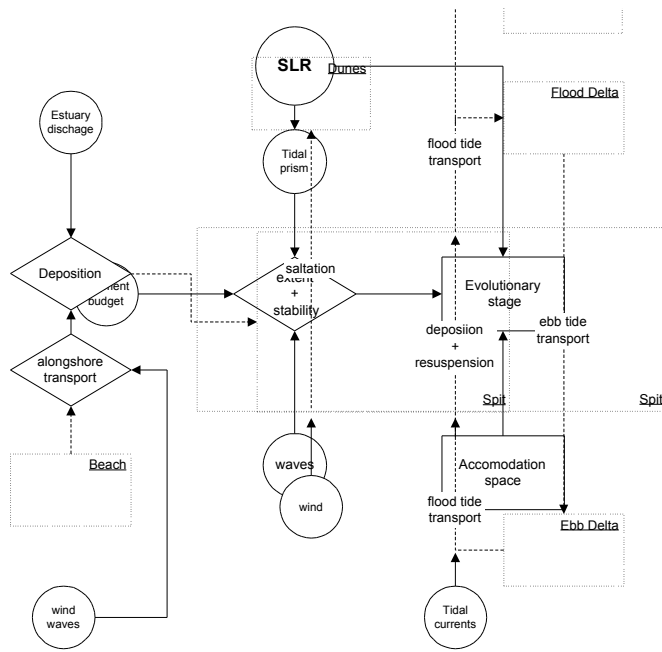 SLR
Dunes
Flood Delta
Estuary
dischage
Tidal
prism
flood tide
transport
Deposition
budget
saltation
+
stability
Evolutionary
stage
deposiion
+
resuspension
ebb tide
transport
alongshore
transport
Spit
Spit
Beach
waves
wind
Accomodation
space
flood tide
transport
Ebb Delta
wind
waves
Tidal
currents